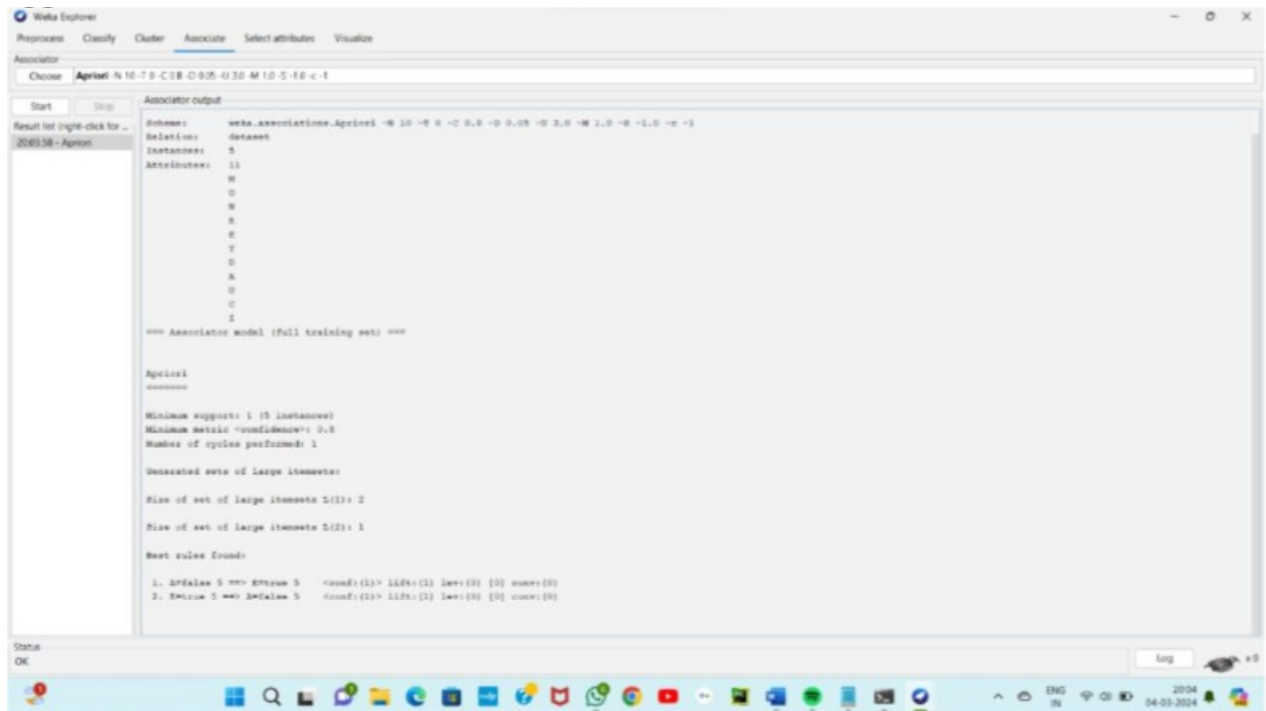 Weka Explorer
Preprocess Classify Cluster Associate Select attributes Visualize
Associator
Choose Apriori -N 10 -T 0 -C 0.8 -D 0.05 -U 3.0 -M 1.0 -S -1.0 -c -1
Start Stop
Associator output
Result list (right-click for ...
20:03:58 - Apriori
Scheme: weka.associations.Apriori -N 10 -T 0 -C 0.8 -D 0.05 -U 3.0 -M 1.0 -S -1.0 -c -1
Relation: dataset
Instances: 5
Attributes: 11
M
O
N
K
E
Y
D
A
U
C
I
=== Associator model (full training set) ===
Apriori
=======
Minimum support: 1 (5 instances)
Minimum metric <confidence>: 0.8
Number of cycles performed: 1
Generated sets of large itemsets:
Size of set of large itemsets L(1): 2
Size of set of large itemsets L(2): 1
Best rules found:
1. A=false 5 ==> K=true 5 <conf:(1)> lift:(1) lev:(0) [0] conv:(0)
2. K=true 5 ==> A=false 5 <conf:(1)> lift:(1) lev:(0) [0] conv:(0)
Status
OK
Log
x 0
ENG
IN
20:04
04-03-2024